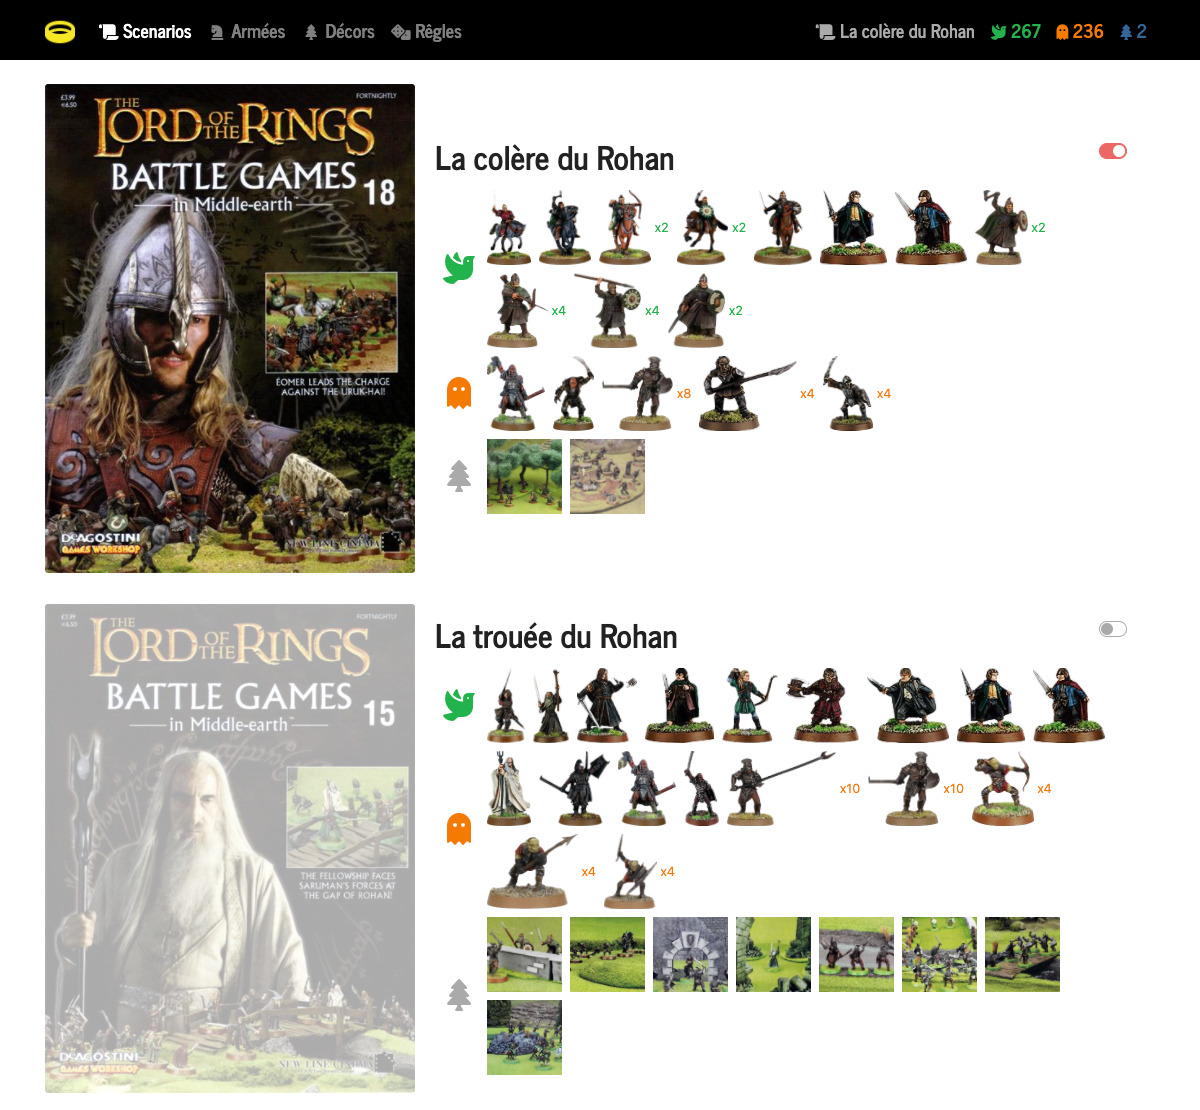 Scenarios
Armées
Décors
Rêgles
La colère du Rohan
267
236
2
£3.99
€6.50
FORTNIGHTLY
THE
LORD OF THE RINGS
BATTLE GAMES
in Middle-earth™
18
ÉOMER LEADS THE CHARGE
AGAINST THE URUK-HAI!
DeAGOSTINI
GAMES WORKSHOP
NEW LINE CINEMA
La colère du Rohan
x2
x2
x2
x4
x4
x2
x8
x4
x4
£3.99
€6.50
FORTNIGHTLY
THE
LORD OF THE RINGS
BATTLE GAMES
in Middle-earth™
15
THE FELLOWSHIP FACES
SARUMAN'S FORCES AT
THE GAP OF ROHAN!
DeAGOSTINI
GAMES WORKSHOP
NEW LINE CINEMA
La trouée du Rohan
x10
x10
x4
x4
x4